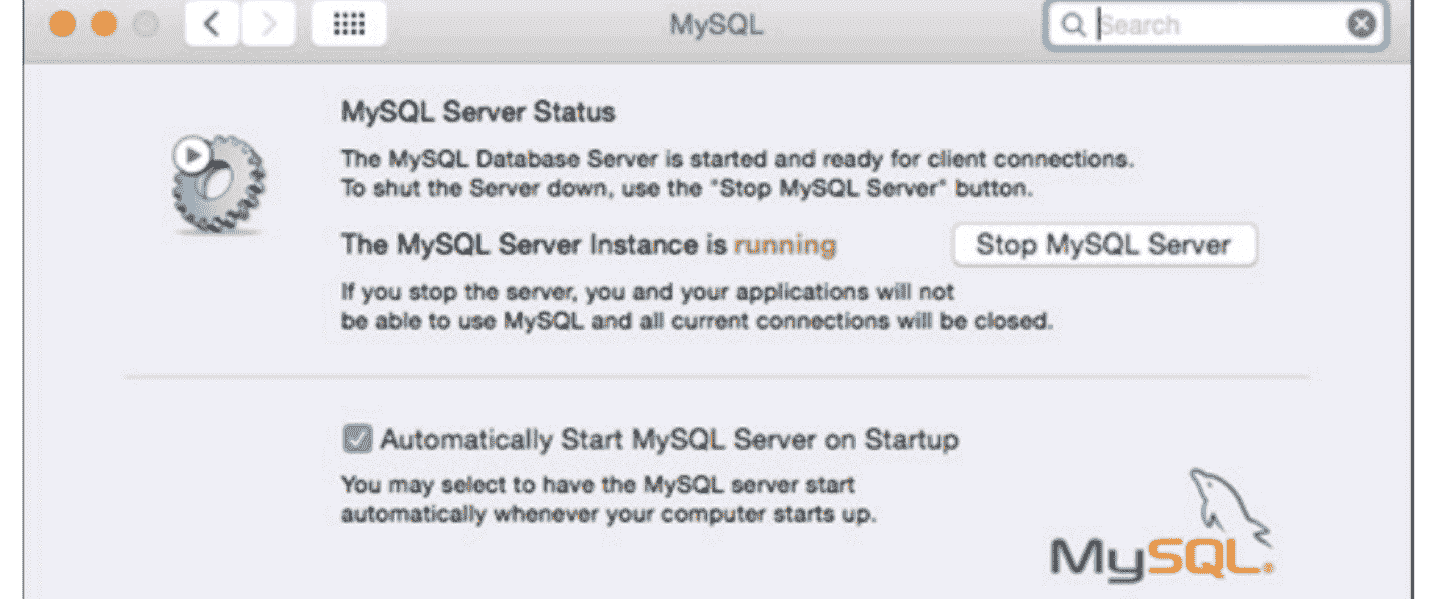 MySQL
Search
MySQL Server Status
The MySQL Database Server is started and ready for client connections.
To shut the Server down, use the "Stop MySQL Server" button.
The MySQL Server Instance is running
Stop MySQL Server
If you stop the server, you and your applications will not
be able to use MySQL and all current connections will be closed.
Automatically Start MySQL Server on Startup
You may select to have the MySQL server start
automatically whenever your computer starts up.
MySQL.